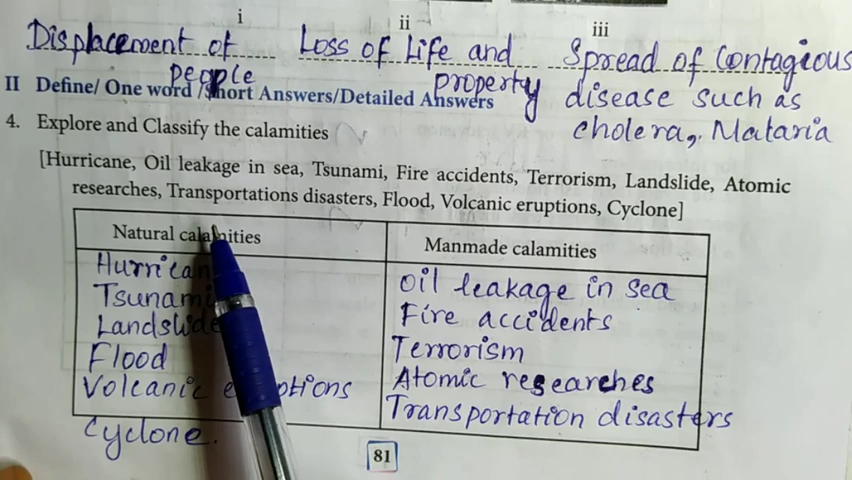 i ii iii
Displacement of Loss of Life and Spread of Contagious
people property disease such as
II Define/ One word /Short Answers/Detailed Answers
cholera, Mataria
4. Explore and Classify the calamities
[Hurricane, Oil leakage in sea, Tsunami, Fire accidents, Terrorism, Landslide, Atomic
researches, Transportations disasters, Flood, Volcanic eruptions, Cyclone]
Natural calamities Manmade calamities
Oil leakage in sea
Tsunami Fire accidents
Landslide Terrorism
Flood Atomic researches
Volcanic Transportation disasters
Cyclone.
81